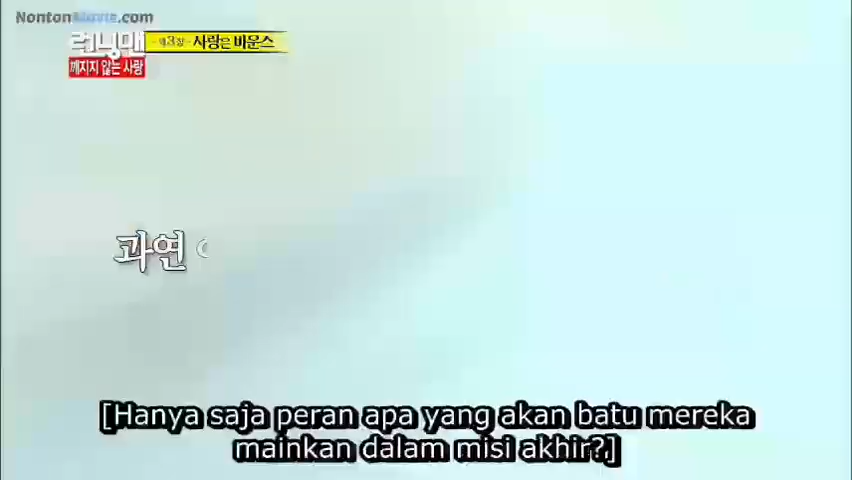 NontonMovie.com
런닝맨 -제3장- 사랑은 바운스
깨지지 않는 사랑
과연
[Hanya saja peran apa yang akan batu mereka
mainkan dalam misi akhir?]